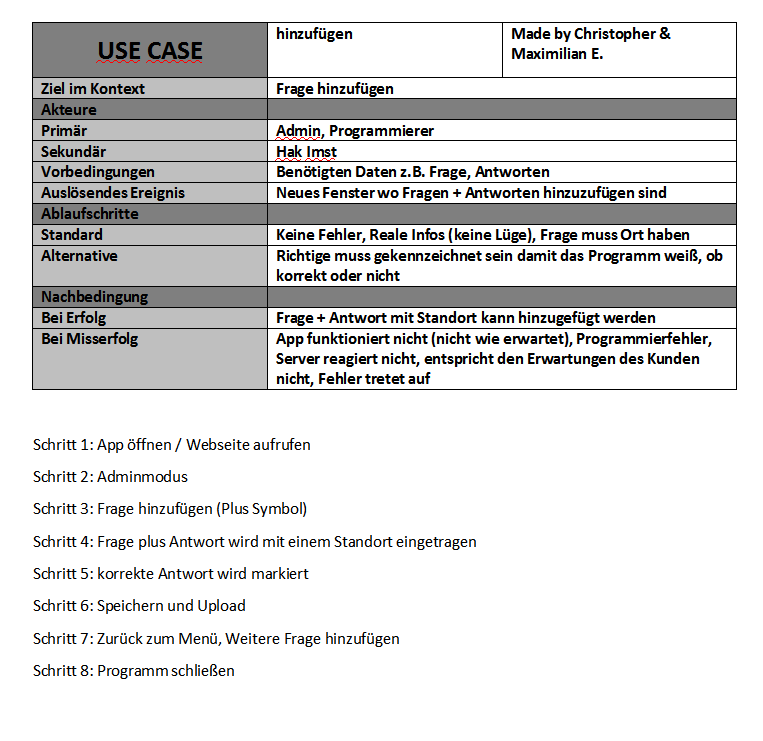 USE CASE
hinzufügen
Made by Christopher &
Maximilian E.
Ziel im Kontext
Frage hinzufügen
Akteure
Primär
Admin, Programmierer
Sekundär
Hak Imst
Vorbedingungen
Benötigten Daten z.B. Frage, Antworten
Auslösendes Ereignis
Neues Fenster wo Fragen + Antworten hinzuzufügen sind
Ablaufschritte
Standard
Keine Fehler, Reale Infos (keine Lüge), Frage muss Ort haben
Alternative
Richtige muss gekennzeichnet sein damit das Programm weiß, ob
korrekt oder nicht
Nachbedingung
Bei Erfolg
Frage + Antwort mit Standort kann hinzugefügt werden
Bei Misserfolg
App funktioniert nicht (nicht wie erwartet), Programmierfehler,
Server reagiert nicht, entspricht den Erwartungen des Kunden
nicht, Fehler tretet auf
Schritt 1: App öffnen / Webseite aufrufen
Schritt 2: Adminmodus
Schritt 3: Frage hinzufügen (Plus Symbol)
Schritt 4: Frage plus Antwort wird mit einem Standort eingetragen
Schritt 5: korrekte Antwort wird markiert
Schritt 6: Speichern und Upload
Schritt 7: Zurück zum Menü, Weitere Frage hinzufügen
Schritt 8: Programm schließen